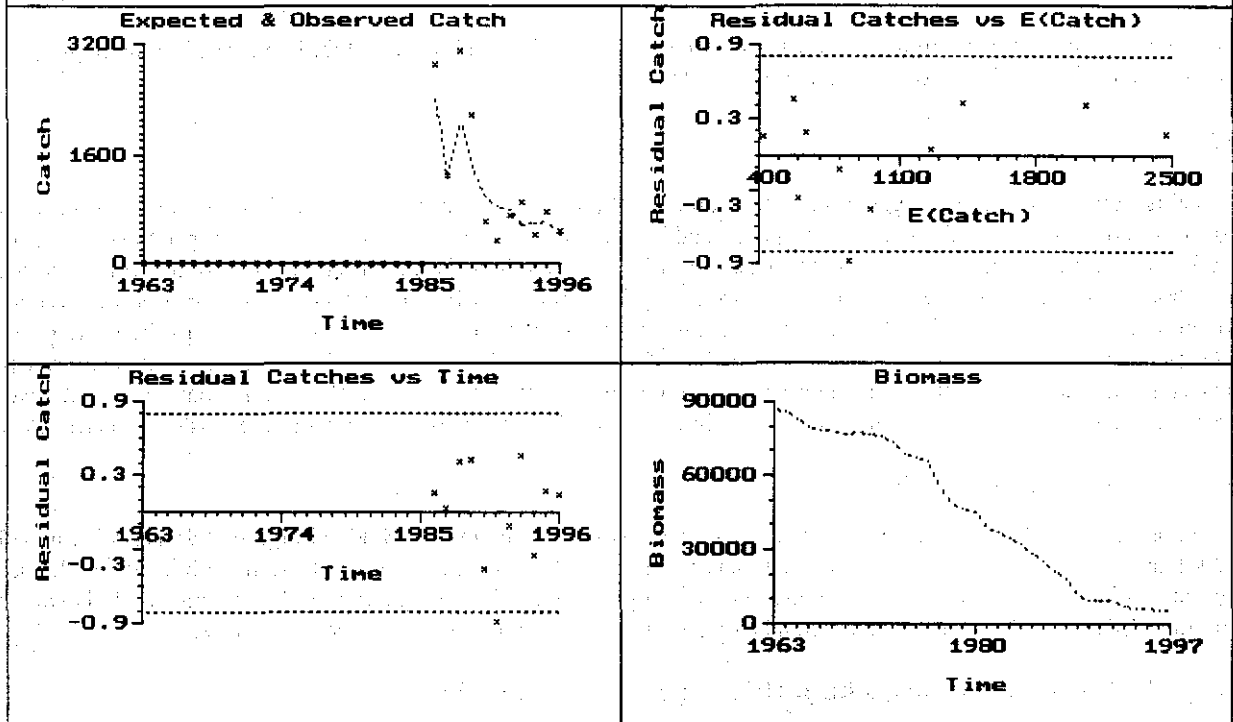 Expected & Observed Catch
3200
1600
0
Catch
1963 1974 1985 1996
Time
Residual Catches vs E(Catch)
0.9
0.3
-0.3
-0.9
Residual Catch
400 1100 1800 2500
E(Catch)
Residual Catches vs Time
0.9
0.3
-0.3
-0.9
Residual Catch
1963 1974 1985 1996
Time
Biomass
90000
60000
30000
0
Biomass
1963 1980 1997
Time